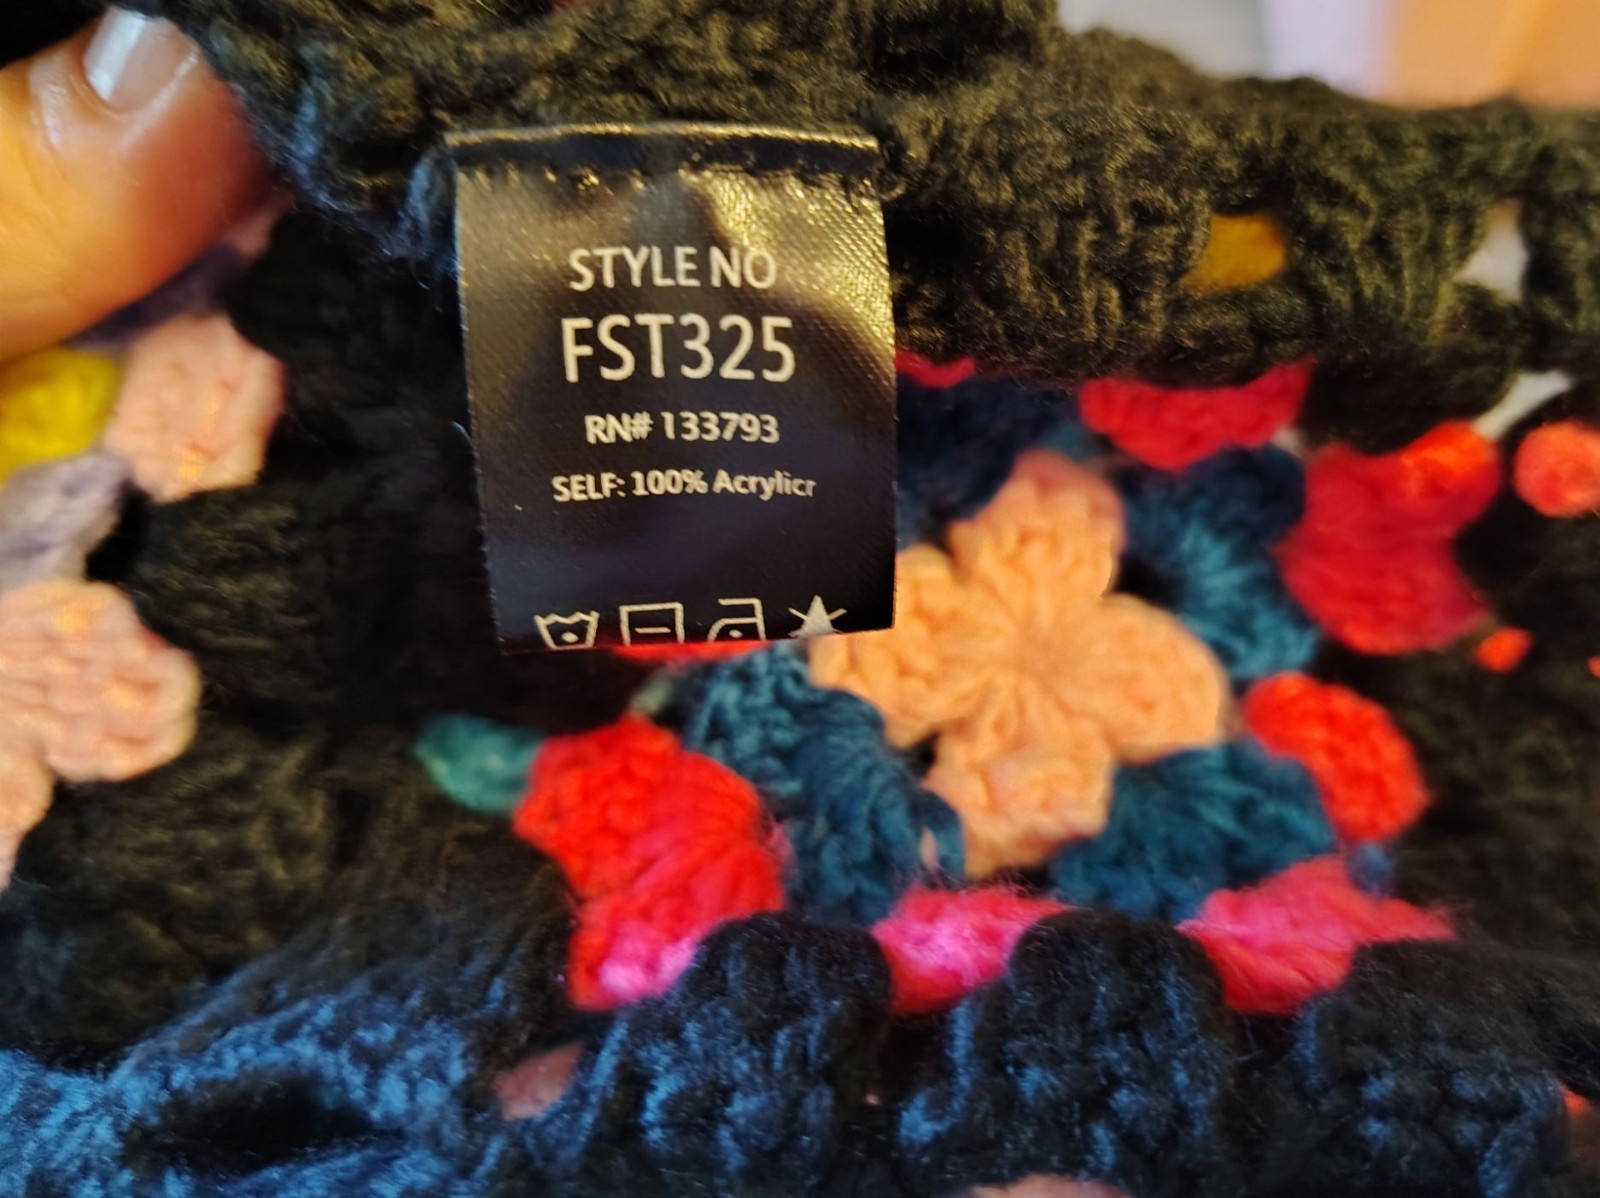 STYLE NO
FST325
RN# 133793
SELF: 100% Acrylicr